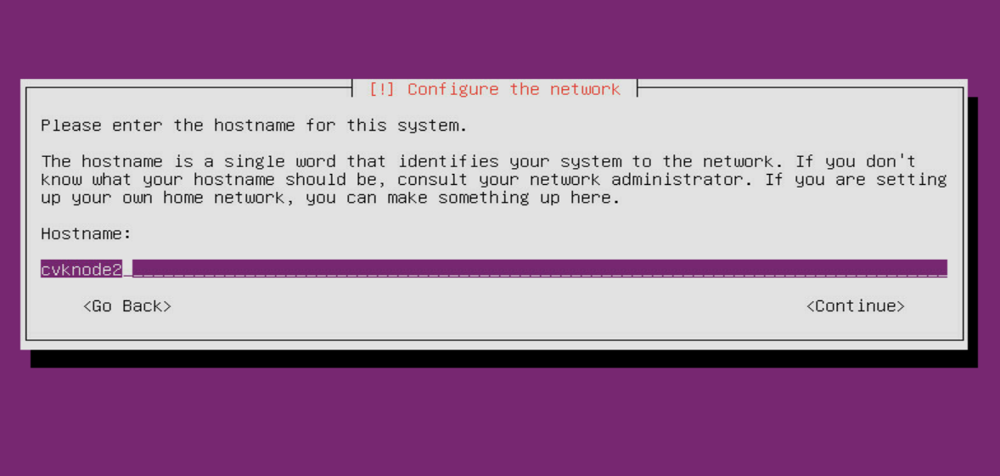 [!] Configure the network
Please enter the hostname for this system.
The hostname is a single word that identifies your system to the network. If you don't
know what your hostname should be, consult your network administrator. If you are setting
up your own home network, you can make something up here.
Hostname:
cvknode2
<Go Back> <Continue>